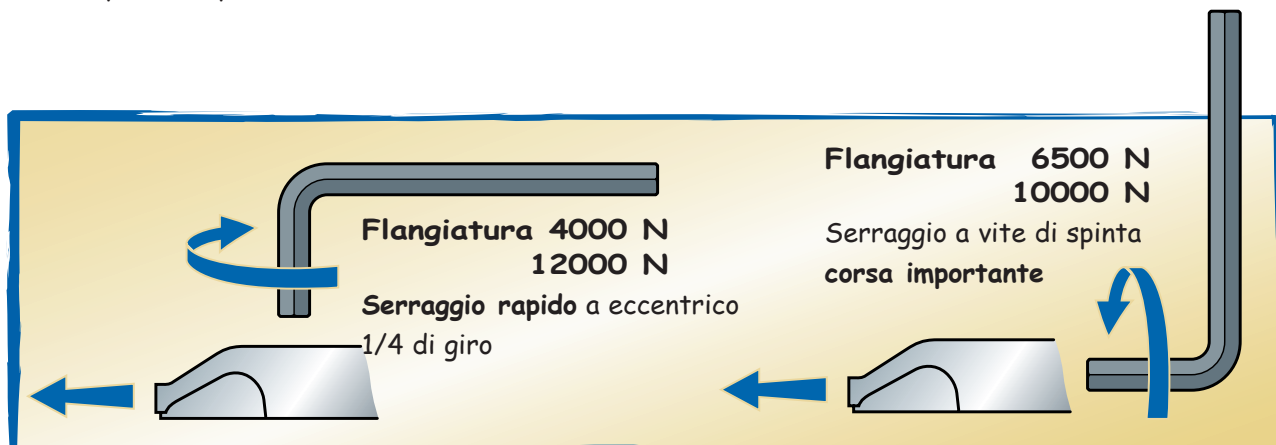 Flangiatura 4000 N
12000 N
Serraggio rapido a eccentrico
1/4 di giro
Flangiatura 6500 N
10000 N
Serraggio a vite di spinta
corsa importante